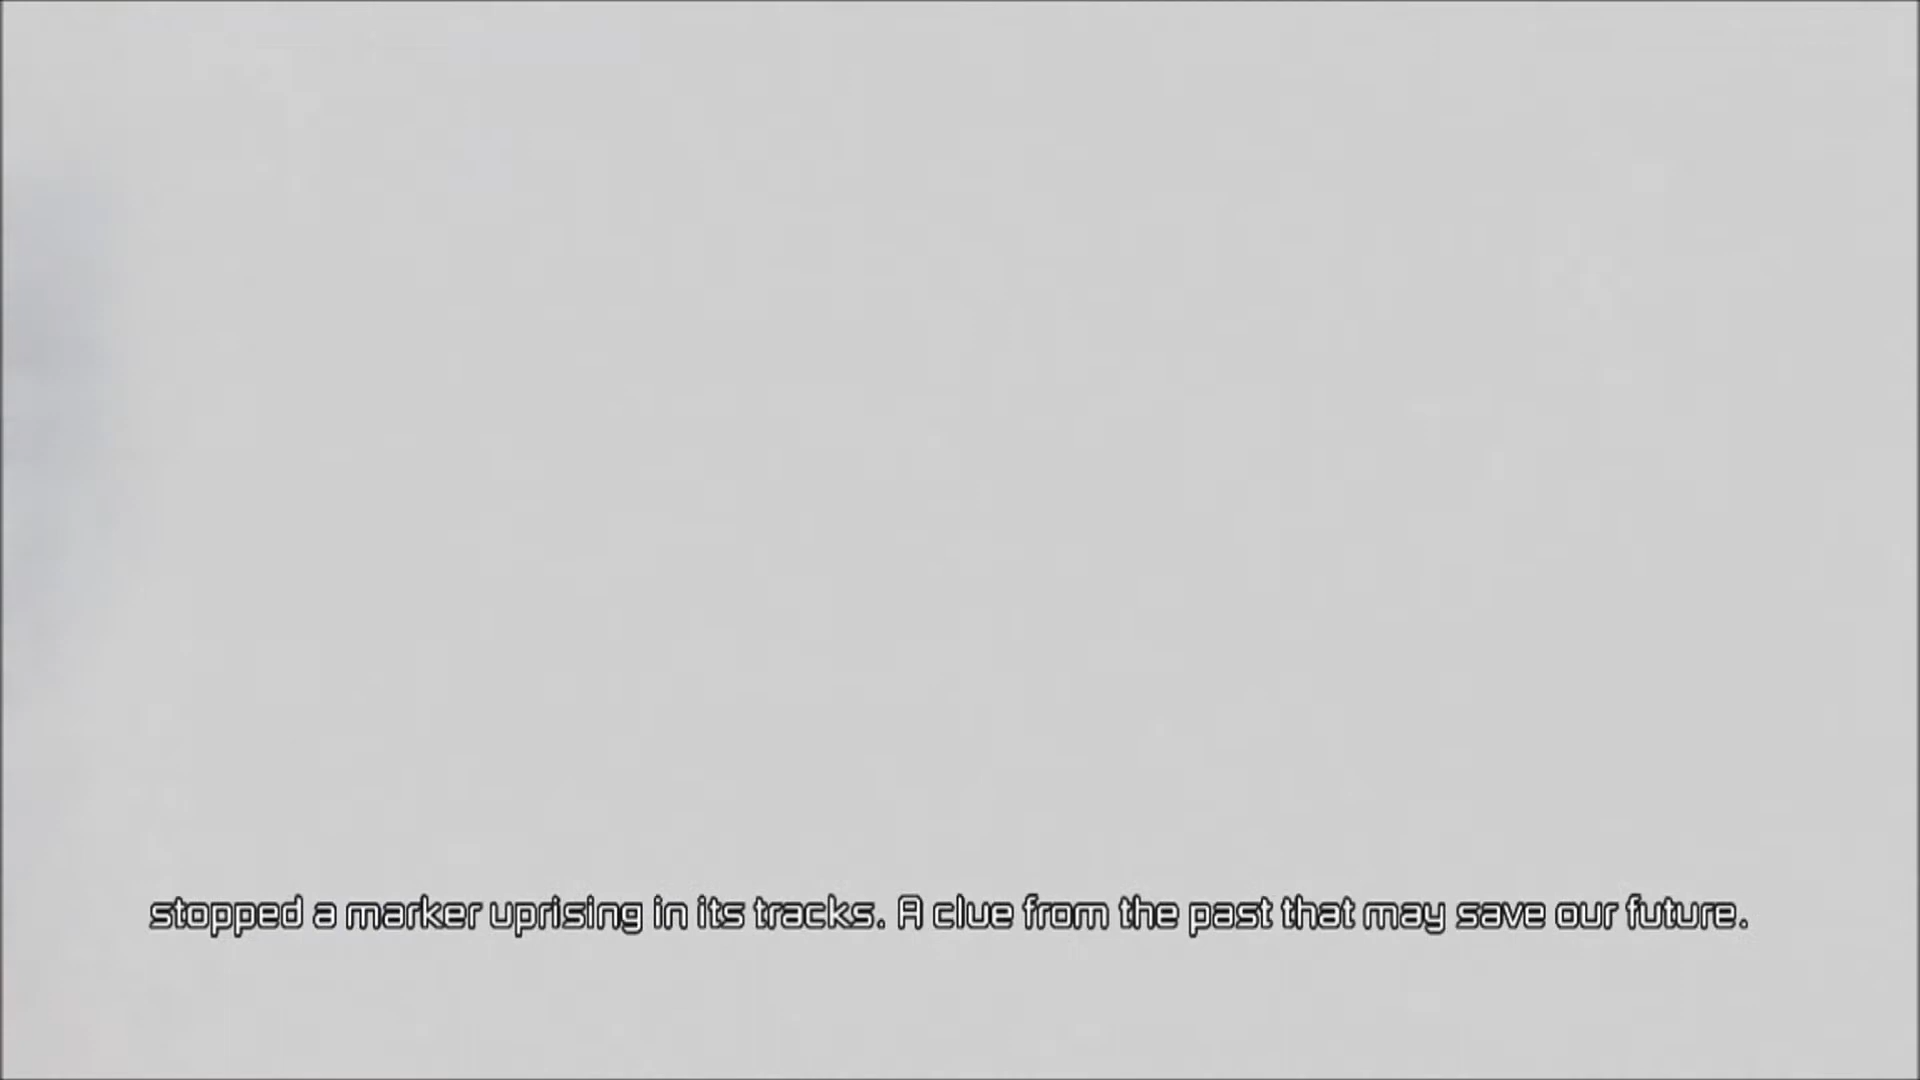 stopped a marker uprising in its tracks. A clue from the past that may save our future.